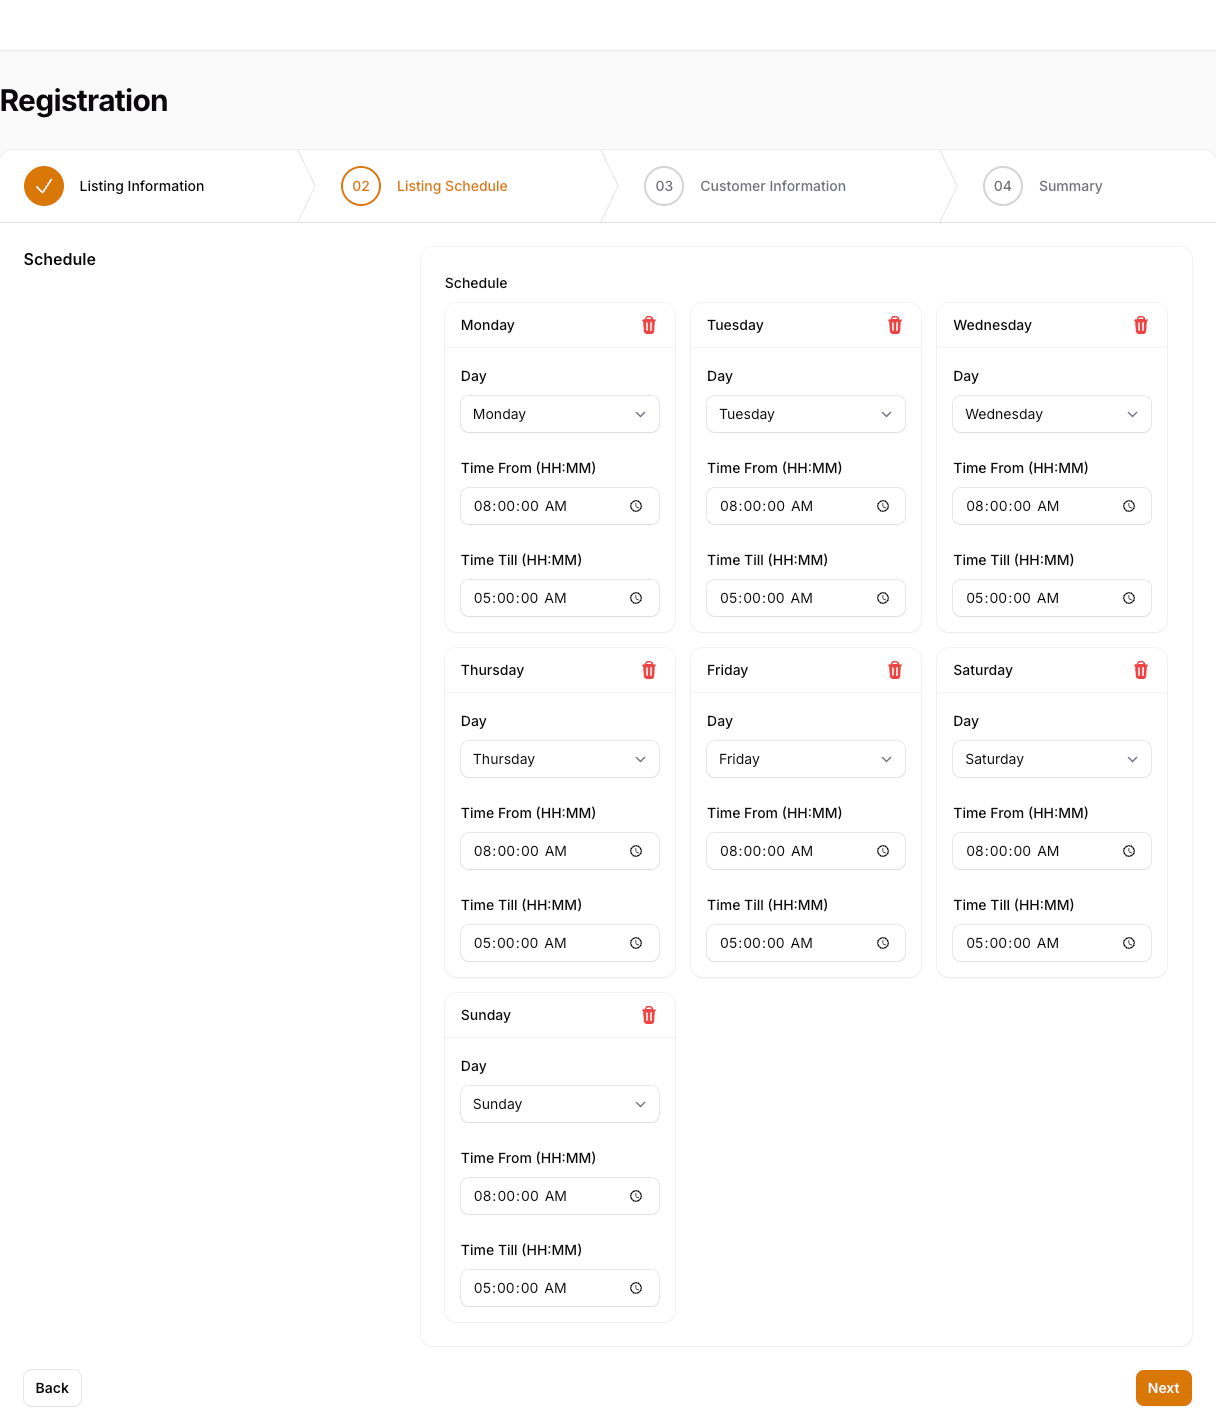 Registration
Listing Information
02 Listing Schedule
03 Customer Information
04 Summary
Schedule
Schedule
Monday
Day
Monday
Time From (HH:MM)
08:00:00 AM
Time Till (HH:MM)
05:00:00 AM
Tuesday
Day
Tuesday
Time From (HH:MM)
08:00:00 AM
Time Till (HH:MM)
05:00:00 AM
Wednesday
Day
Wednesday
Time From (HH:MM)
08:00:00 AM
Time Till (HH:MM)
05:00:00 AM
Thursday
Day
Thursday
Time From (HH:MM)
08:00:00 AM
Time Till (HH:MM)
05:00:00 AM
Friday
Day
Friday
Time From (HH:MM)
08:00:00 AM
Time Till (HH:MM)
05:00:00 AM
Saturday
Day
Saturday
Time From (HH:MM)
08:00:00 AM
Time Till (HH:MM)
05:00:00 AM
Sunday
Day
Sunday
Time From (HH:MM)
08:00:00 AM
Time Till (HH:MM)
05:00:00 AM
Back
Next